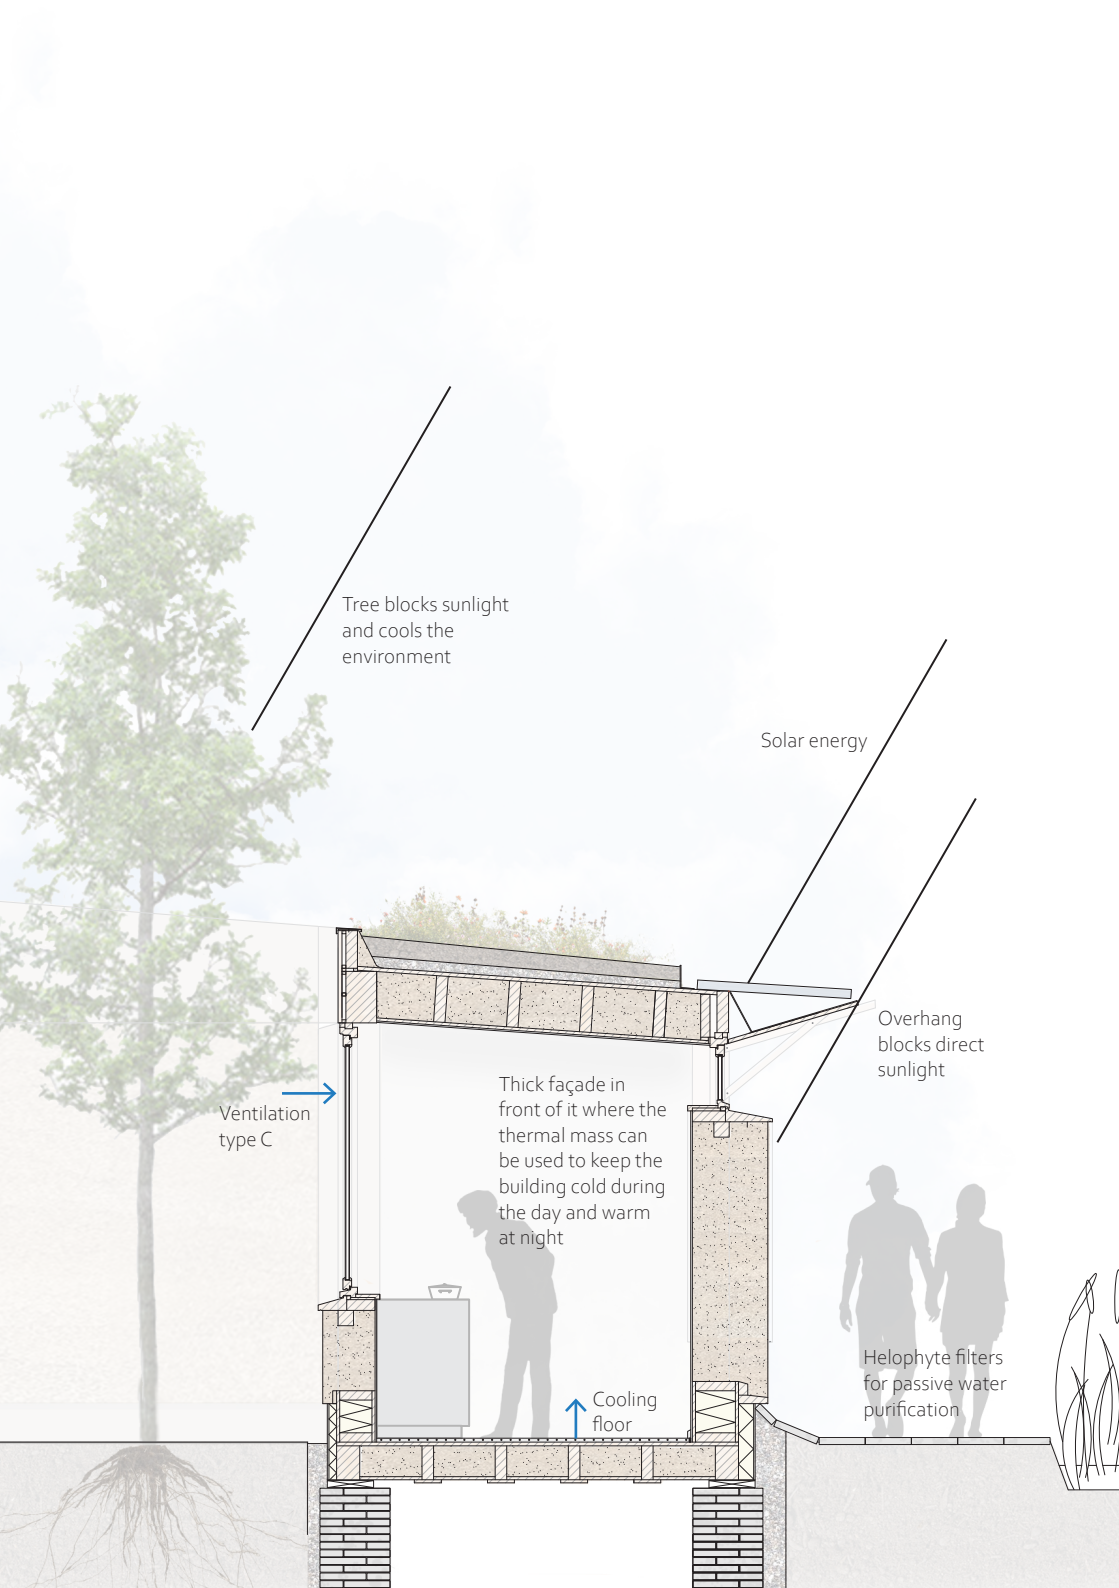 Tree blocks sunlight
and cools the
environment
Solar energy
Overhang
blocks direct
sunlight
Thick façade in
front of it where the
thermal mass can
be used to keep the
building cold during
the day and warm
at night
Ventilation
type C
Helophyte filters
for passive water
purification
Cooling
floor